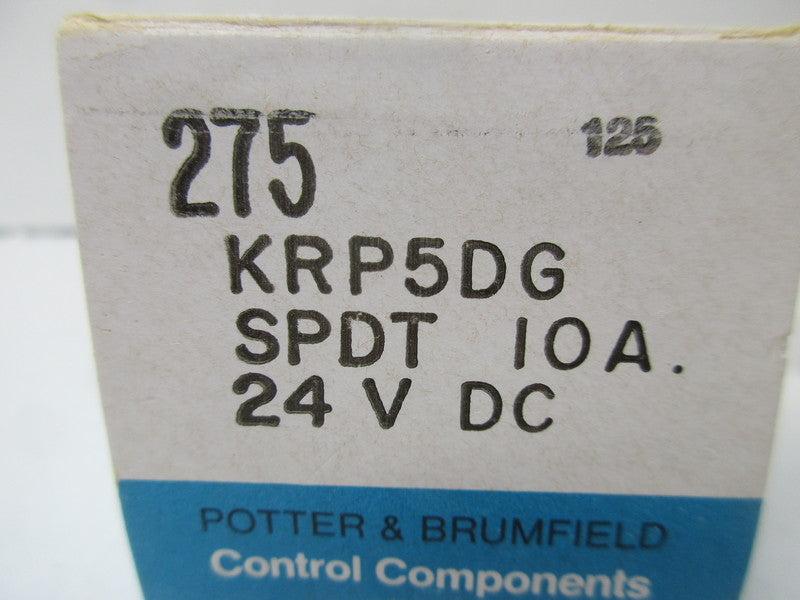 275 125
KRP5DG
SPDT 10A.
24 V DC
POTTER & BRUMFIELD
Control Components